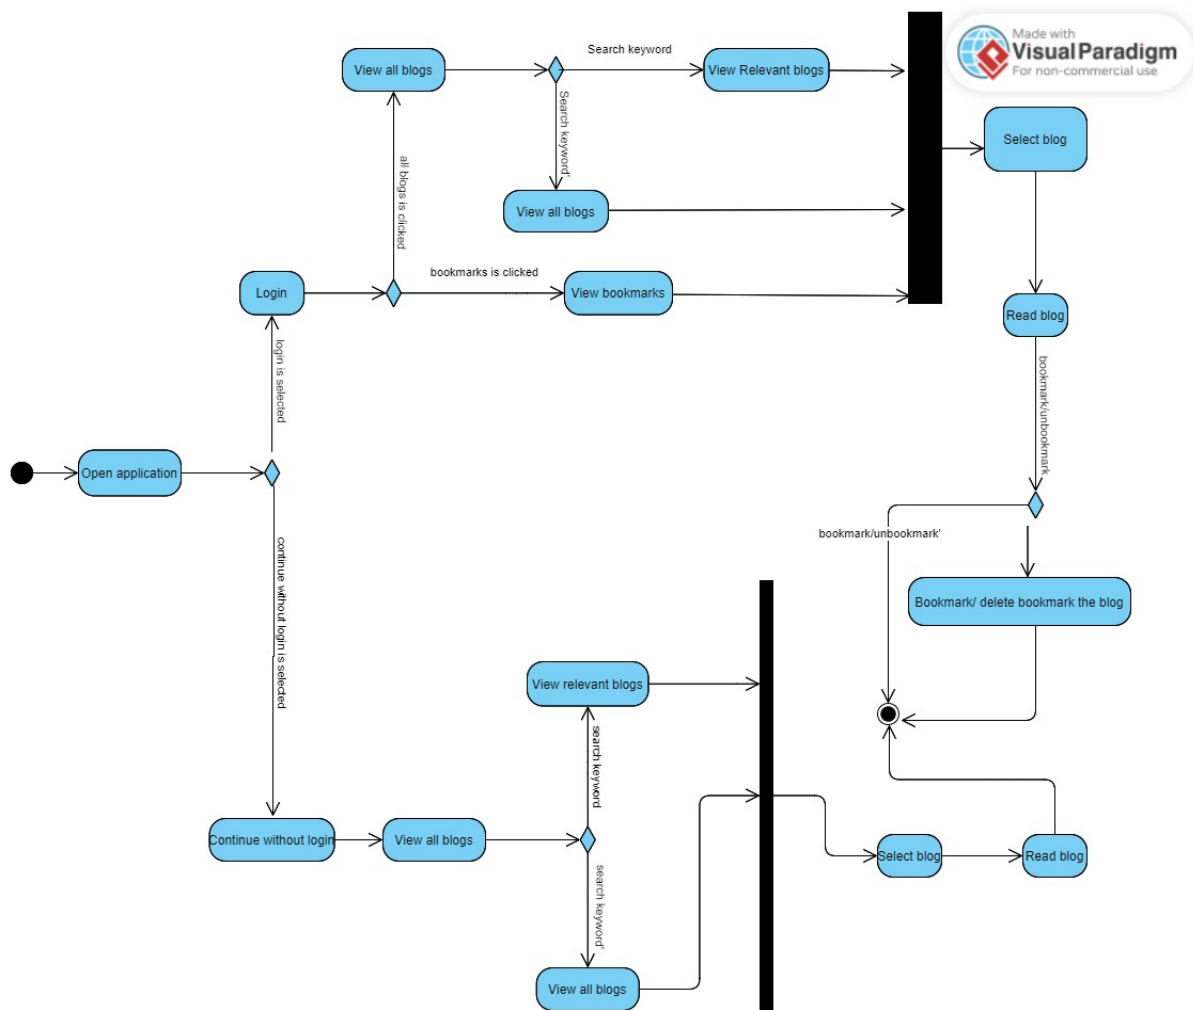 Made with
Visual Paradigm
For non-commercial use
Search keyword
View all blogs
View Relevant blogs
Search keyword'
all blogs is clicked
Select blog
View all blogs
bookmarks is clicked
Login
View bookmarks
Read blog
login is selected
bookmark/unbookmark
Open application
bookmark/unbookmark'
continue without login is selected
Bookmark/ delete bookmark the blog
View relevant blogs
search keyword
Continue without login
View all blogs
Select blog
Read blog
search keyword'
View all blogs